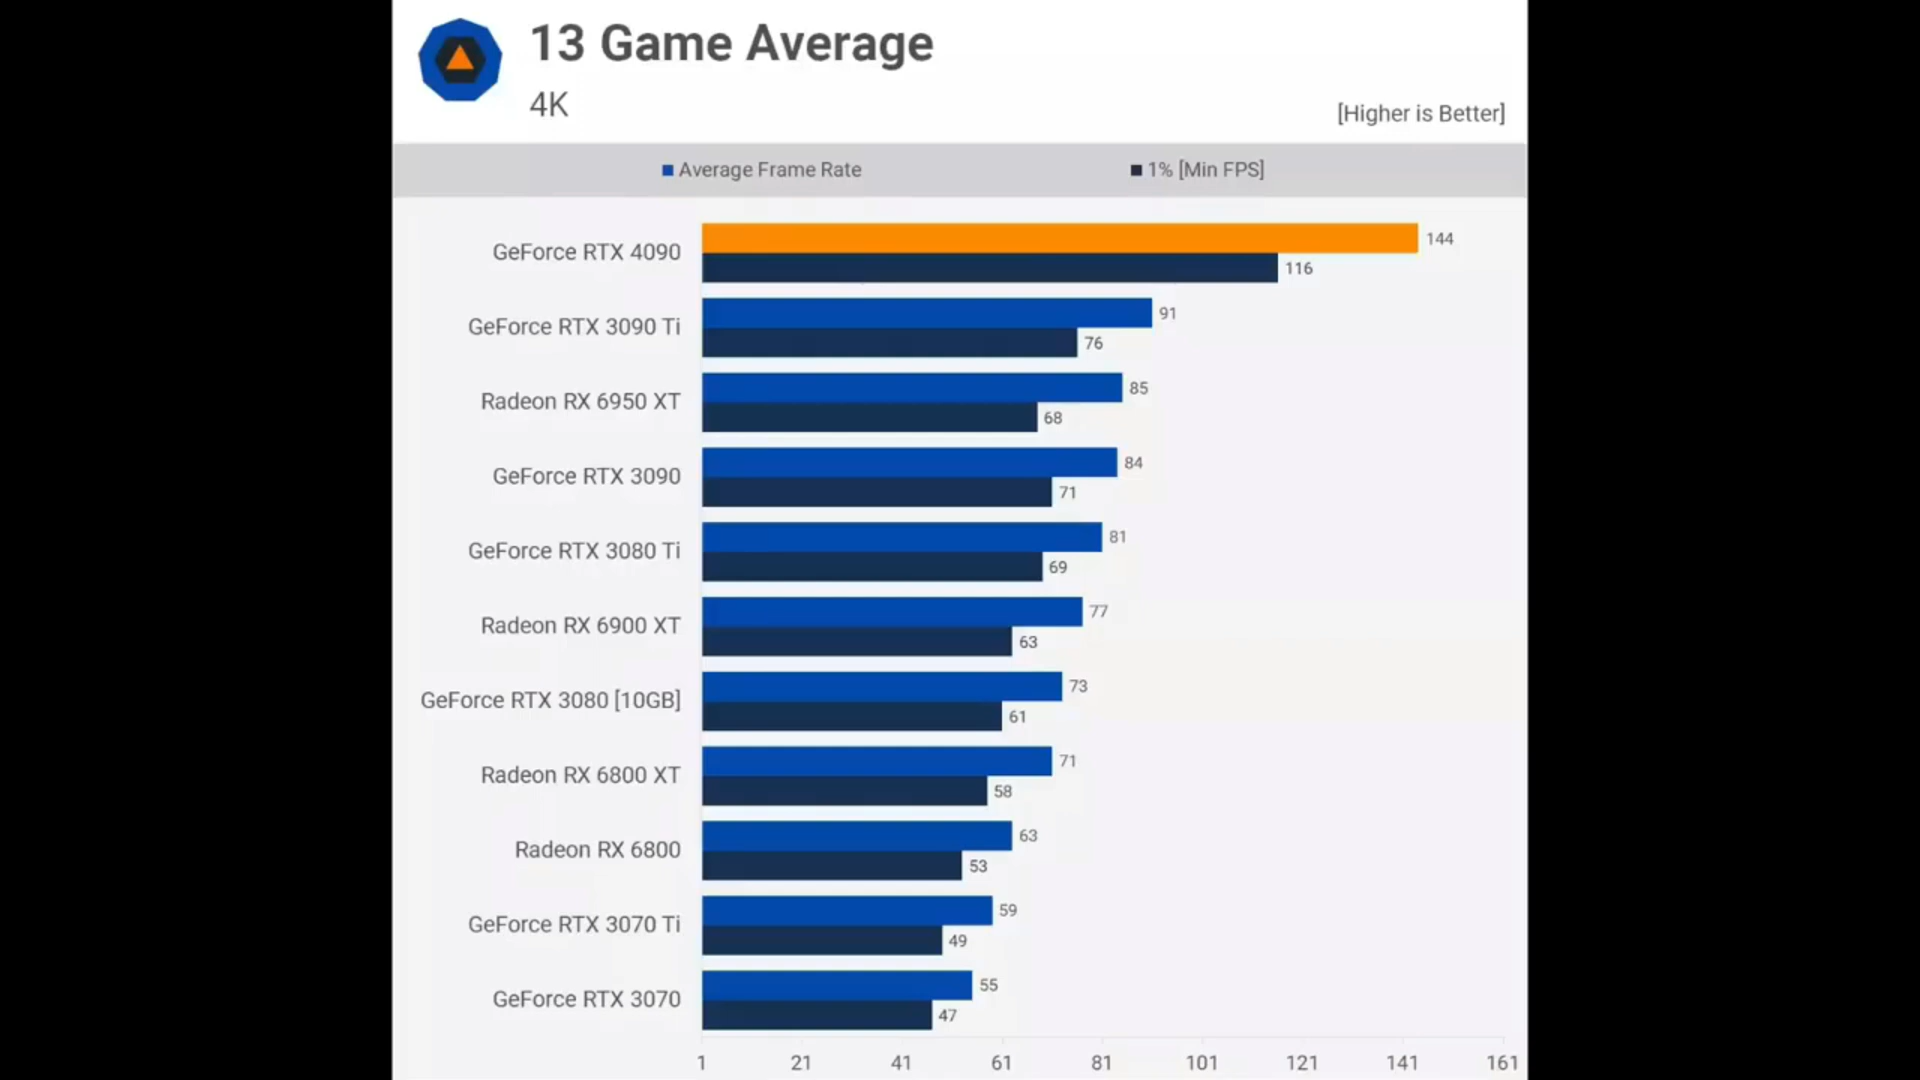 13 Game Average
4K
[Higher is Better]
Average Frame Rate 1% [Min FPS]
GeForce RTX 4090 144
116
GeForce RTX 3090 Ti 91
76
Radeon RX 6950 XT 85
68
GeForce RTX 3090 84
71
GeForce RTX 3080 Ti 81
69
Radeon RX 6900 XT 77
63
GeForce RTX 3080 [10GB] 73
61
Radeon RX 6800 XT 71
58
Radeon RX 6800 63
53
GeForce RTX 3070 Ti 59
49
GeForce RTX 3070 55
47
1 21 41 61 81 101 121 141 161